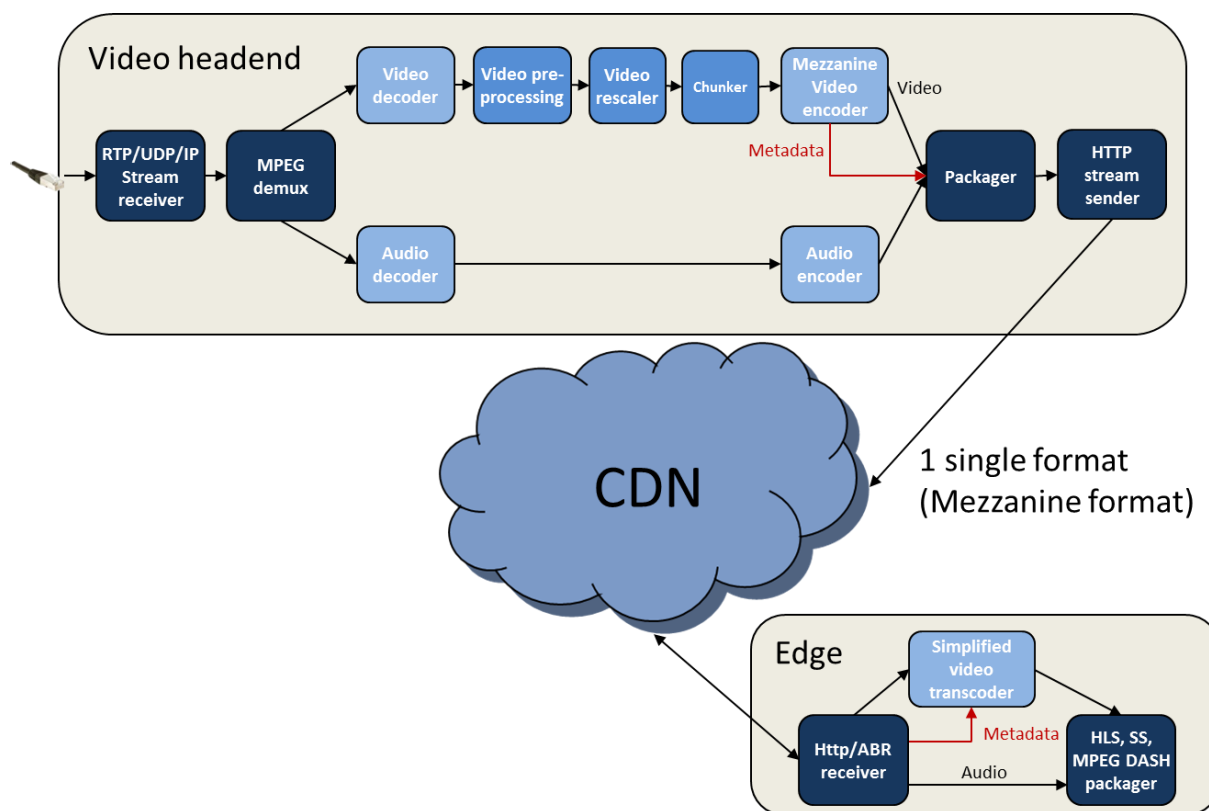 Video headend
Video
decoder
Video pre-
processing
Video
rescaler
Chunker
Mezzanine
Video
encoder
Video
Metadata
RTP/UDP/IP
Stream
receiver
MPEG
demux
Packager
HTTP
stream
sender
Audio
decoder
Audio
encoder
CDN
1 single format
(Mezzanine format)
Edge
Simplified
video
transcoder
Http/ABR
receiver
Metadata
Audio
HLS, SS,
MPEG DASH
packager